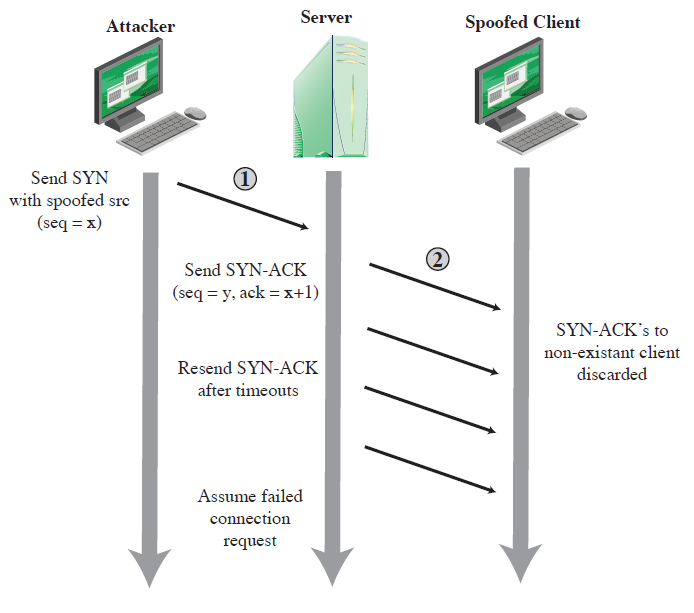 Attacker
Server
Spoofed Client
Send SYN
with spoofed src
(seq = x)
1
Send SYN-ACK
(seq = y, ack = x+1)
2
SYN-ACK’s to
non-existant client
discarded
Resend SYN-ACK
after timeouts
Assume failed
connection
request